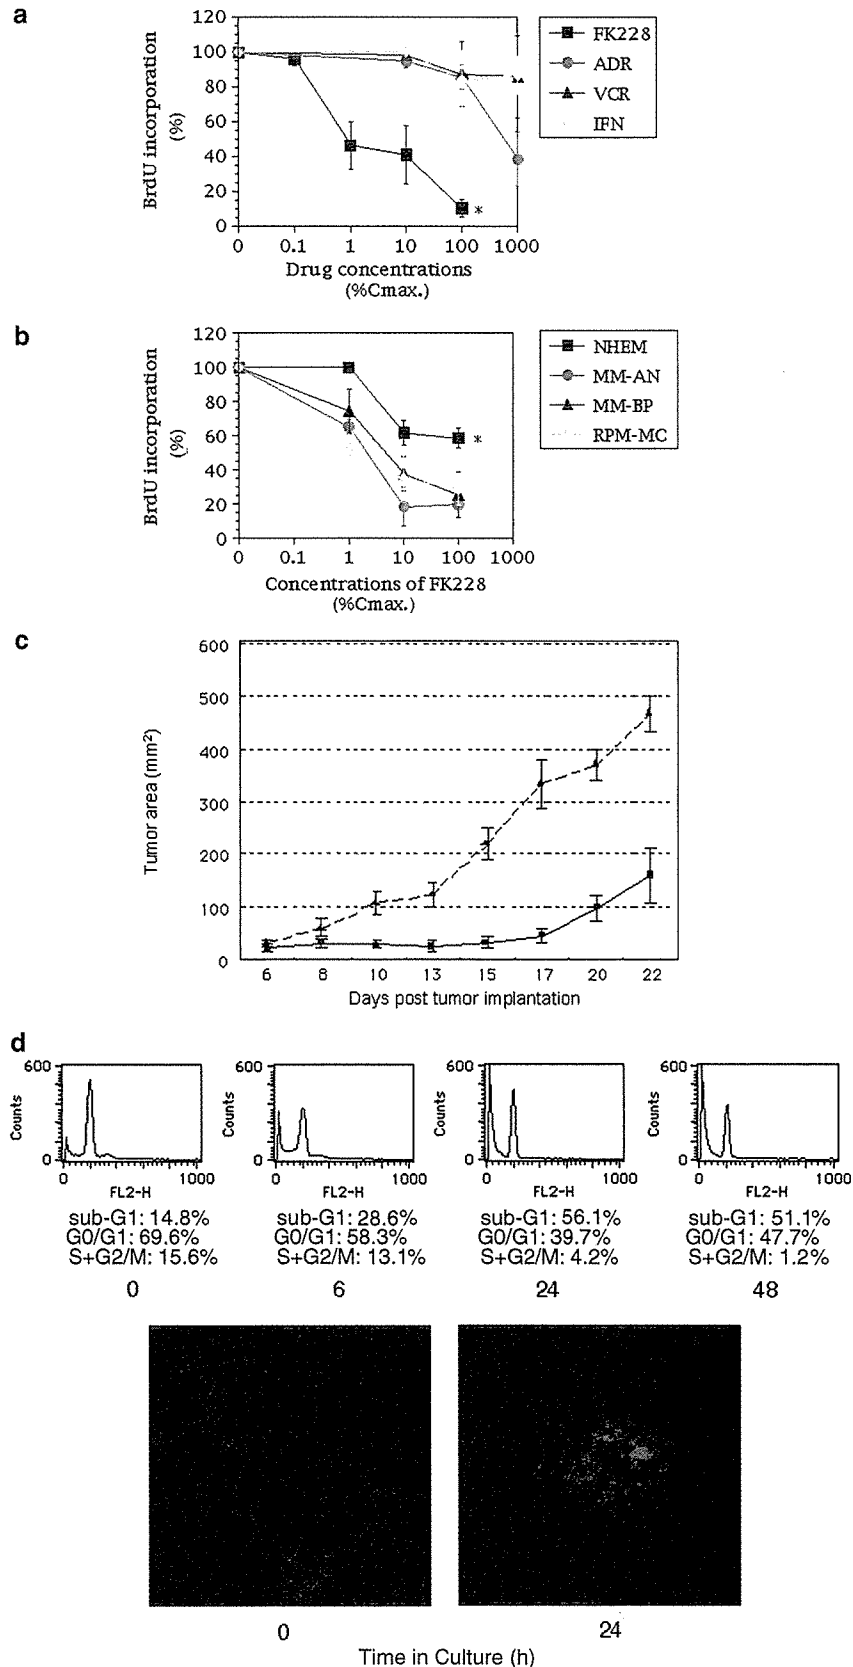 a
120
100
80
60
40
20
0
BrdU incorporation
(%)
*
0 0.1 1 10 100 1000
Drug concentrations
(%Cmax.)
FK228
ADR
VCR
IFN
b
120
100
80
60
40
20
0
BrdU incorporation
(%)
*
0 0.1 1 10 100 1000
Concentrations of FK228
(%Cmax.)
NHEM
MM-AN
MM-BP
RPM-MC
c
600
500
400
300
200
100
0
Tumor area (mm²)
6 8 10 13 15 17 20 22
Days post tumor implantation
d
600 600 600 600
Counts Counts Counts Counts
0 0 0 0
0 1000 0 1000 0 1000 0 1000
FL2-H FL2-H FL2-H FL2-H
sub-G1: 14.8% sub-G1: 28.6% sub-G1: 56.1% sub-G1: 51.1%
G0/G1: 69.6% G0/G1: 58.3% G0/G1: 39.7% G0/G1: 47.7%
S+G2/M: 15.6% S+G2/M: 13.1% S+G2/M: 4.2% S+G2/M: 1.2%
0 6 24 48
0 24
Time in Culture (h)